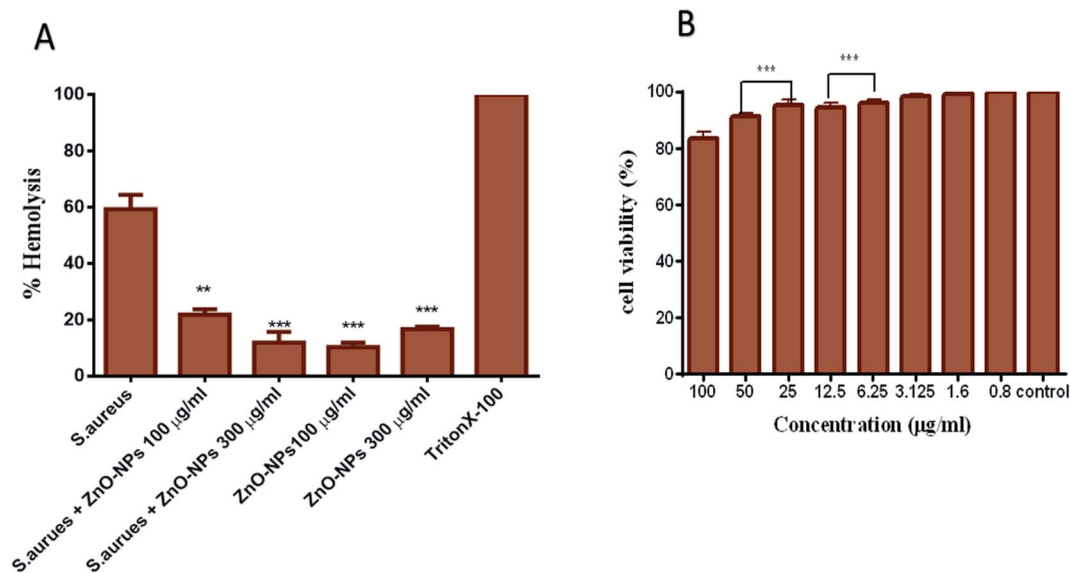 A
% Hemolysis
100
80
60
40
20
0
**
***
***
***
S.aureus
S.aurues + ZnO-NPs 100 µg/ml
S.aurues + ZnO-NPs 300 µg/ml
ZnO-NPs100 µg/ml
ZnO-NPs 300 µg/ml
TritonX-100
B
cell viability (%)
100
80
60
40
20
0
***
***
100 50 25 12.5 6.25 3.125 1.6 0.8 control
Concentration (µg/ml)